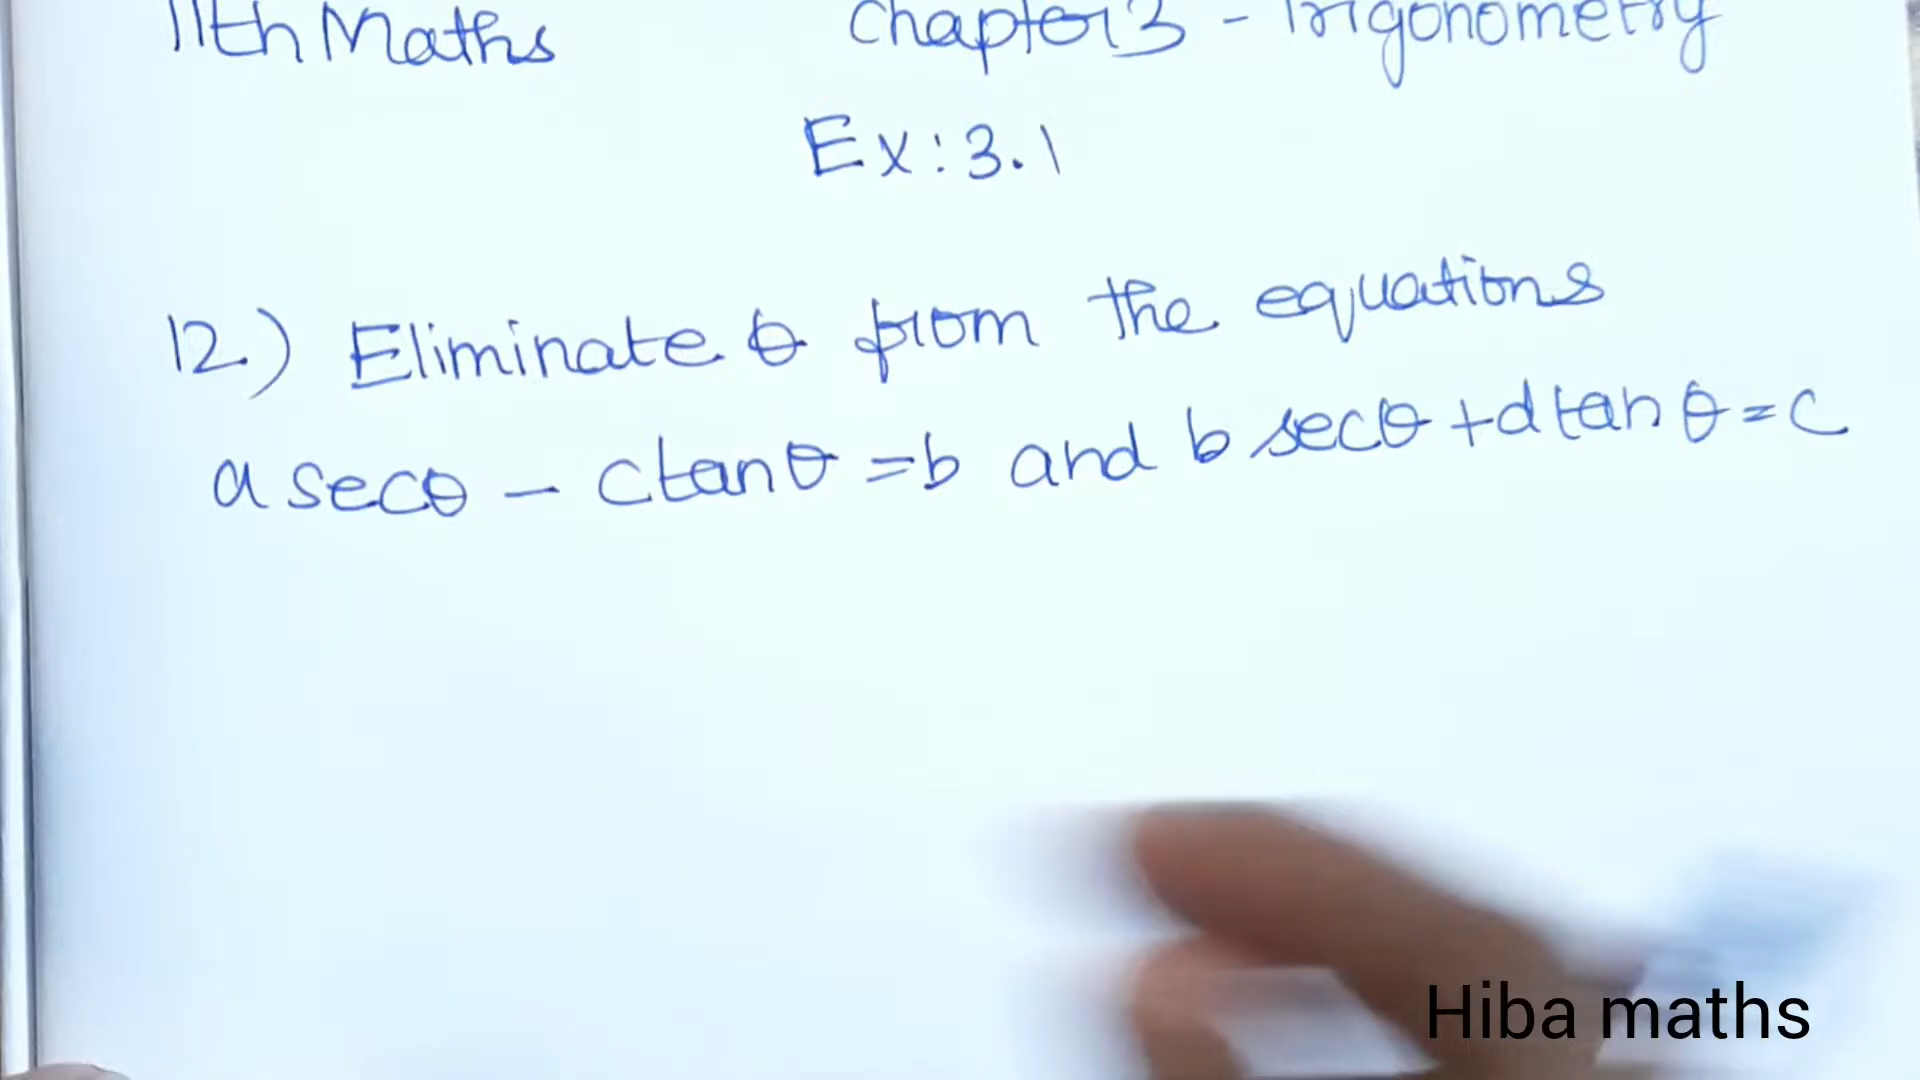 11th Maths Chapter 3 - Trigonometry
Ex: 3.1
12.) Eliminate θ from the equations
a secθ - c tanθ = b and b secθ + d tan θ = c
Hiba maths